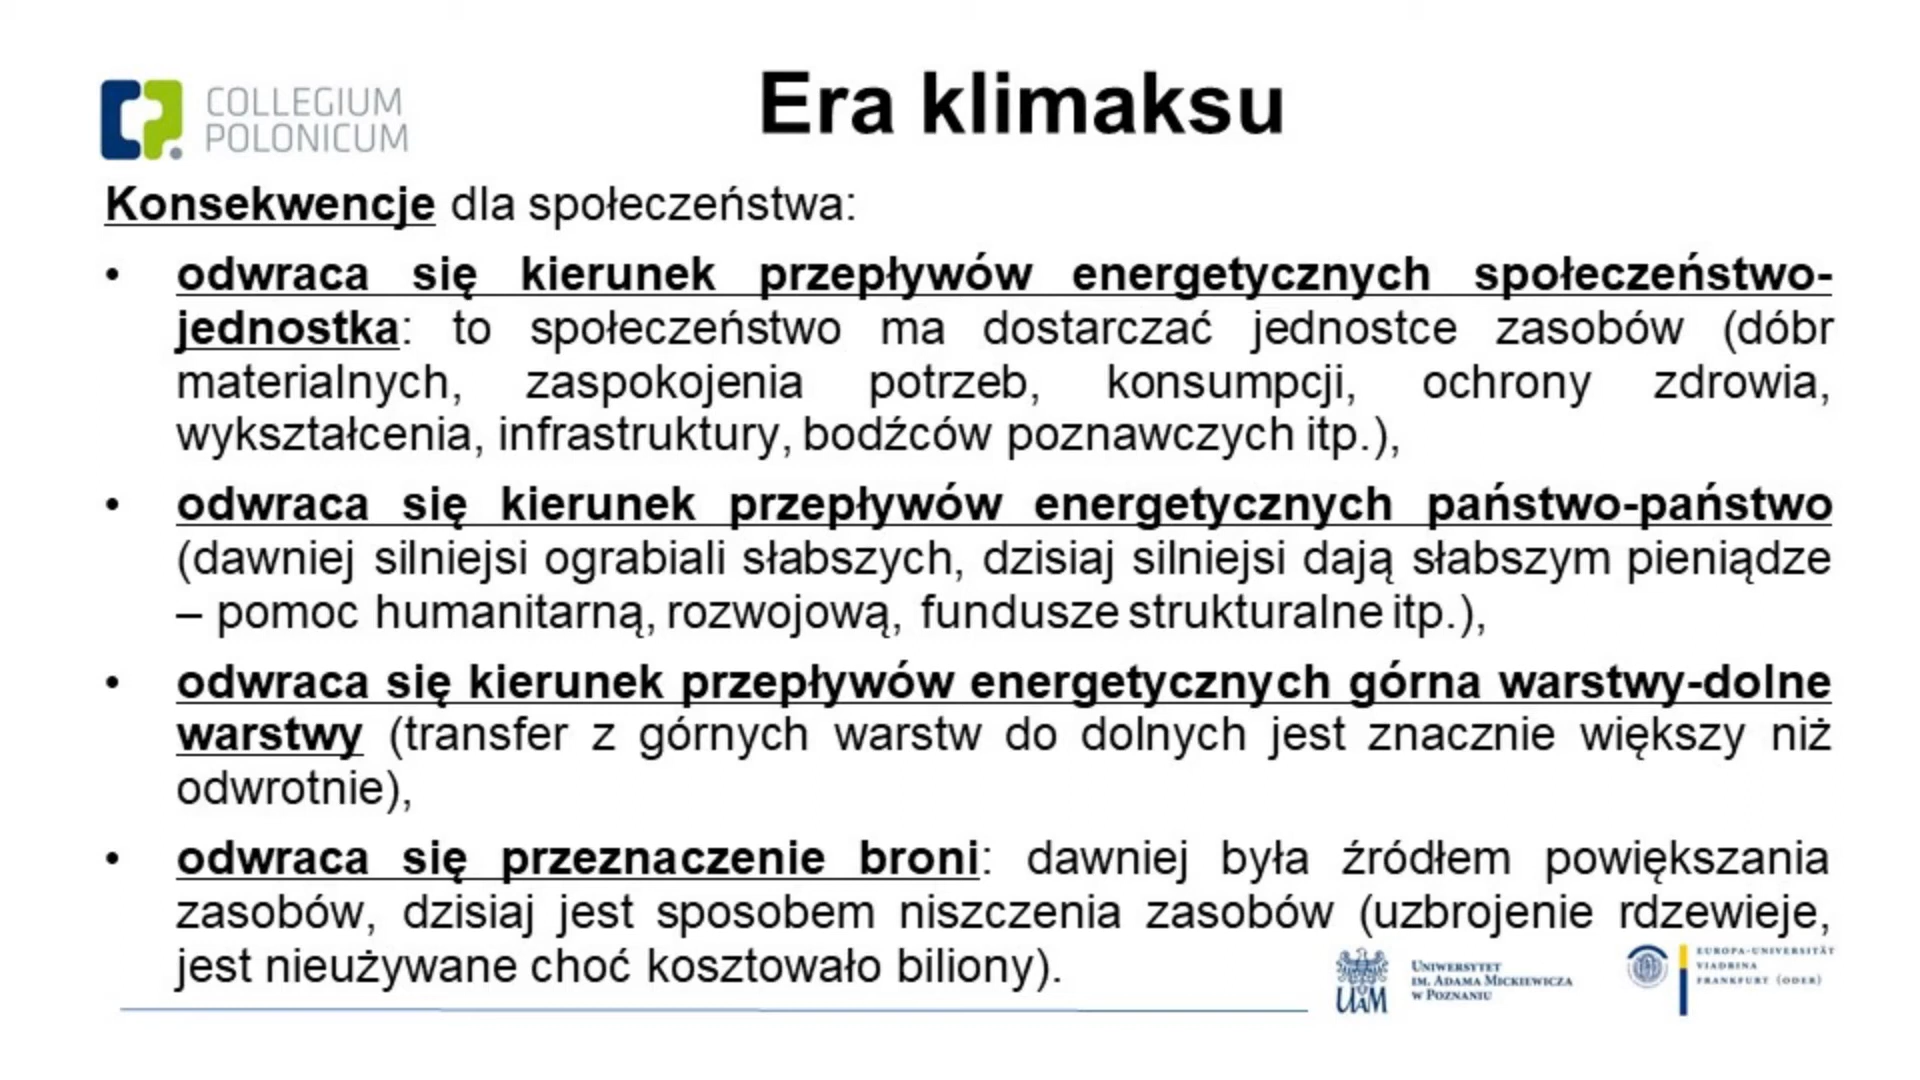 COLLEGIUM
POLONICUM
Era klimaksu
Konsekwencje dla społeczeństwa:
• odwraca się kierunek przepływów energetycznych społeczeństwo-
jednostka: to społeczeństwo ma dostarczać jednostce zasobów (dóbr
materialnych, zaspokojenia potrzeb, konsumpcji, ochrony zdrowia,
wykształcenia, infrastruktury, bodźców poznawczych itp.),
• odwraca się kierunek przepływów energetycznych państwo-państwo
(dawniej silniejsi ograbiali słabszych, dzisiaj silniejsi dają słabszym pieniądze
– pomoc humanitarną, rozwojową, fundusze strukturalne itp.),
• odwraca się kierunek przepływów energetycznych górna warstwy-dolne
warstwy (transfer z górnych warstw do dolnych jest znacznie większy niż
odwrotnie),
• odwraca się przeznaczenie broni: dawniej była źródłem powiększania
zasobów, dzisiaj jest sposobem niszczenia zasobów (uzbrojenie rdzewieje,
jest nieużywane choć kosztowało biliony).
UAM
UNIWERSYTET
IM. ADAMA MICKIEWICZA
W POZNANIU
EUROPA-UNIVERSITÄT
VIADRINA
FRANKFURT (ODER)